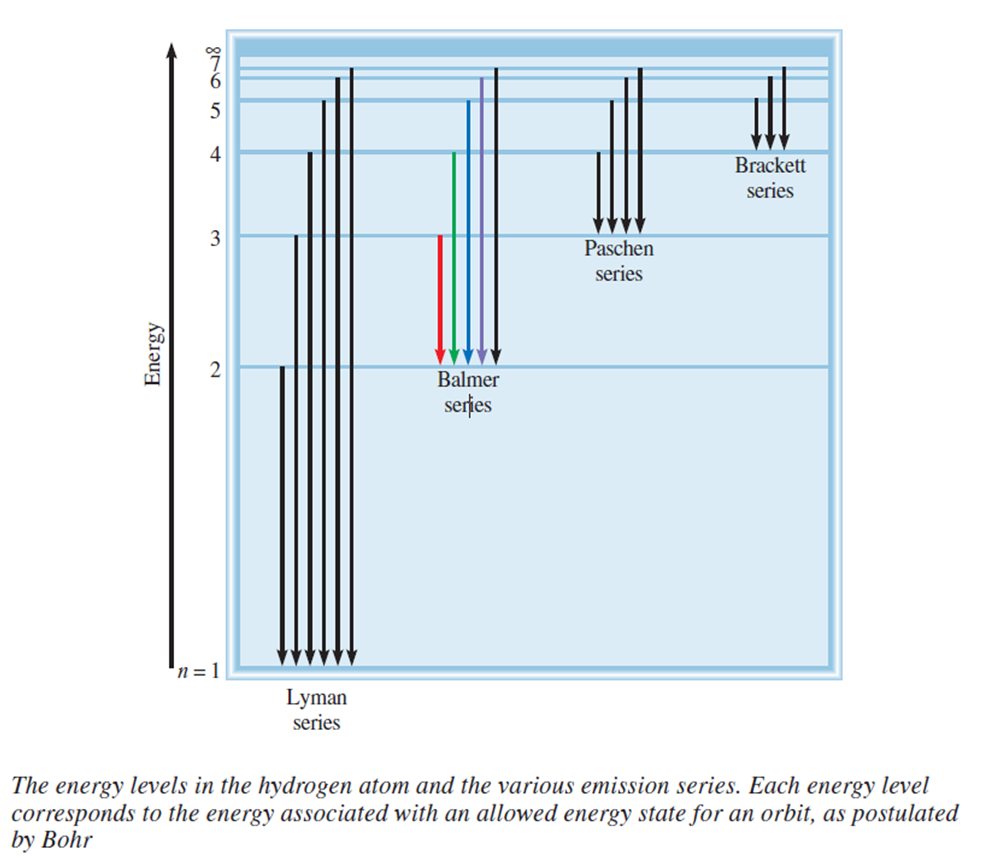 ∞
7
6
5
4
Brackett
series
3
Paschen
series
Energy
2
Balmer
series
n = 1
Lyman
series
The energy levels in the hydrogen atom and the various emission series. Each energy level
corresponds to the energy associated with an allowed energy state for an orbit, as postulated
by Bohr